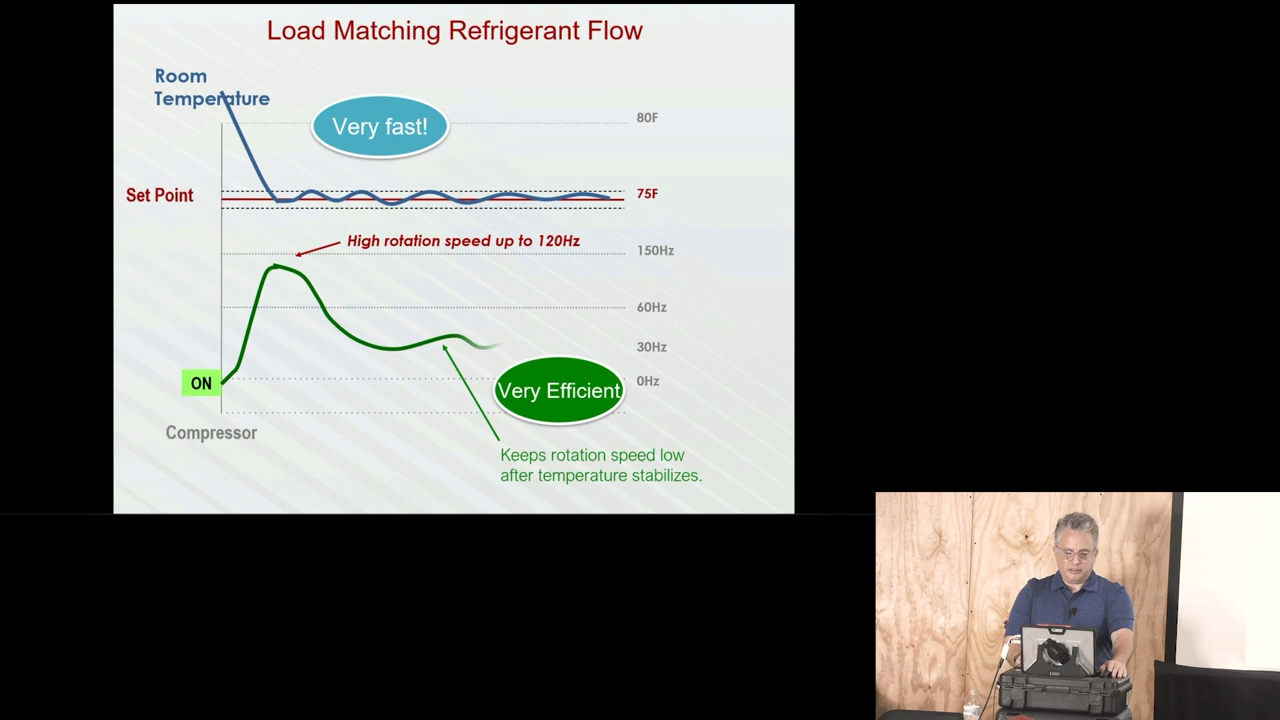 Load Matching Refrigerant Flow
Room
Temperature
Very fast!
80F
Set Point
75F
High rotation speed up to 120Hz
150Hz
60Hz
30Hz
ON
0Hz
Very Efficient
Compressor
Keeps rotation speed low
after temperature stabilizes.